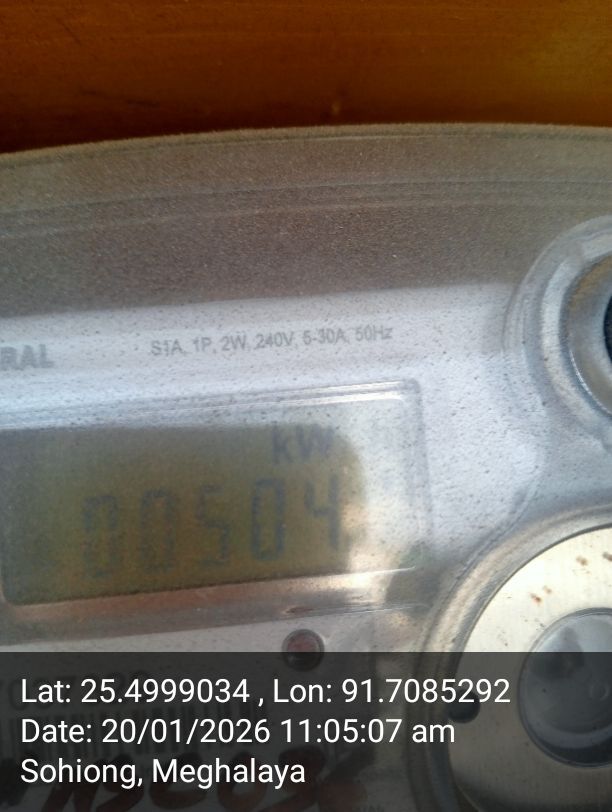 RAL
STA, 1P, 2W, 240V, 5-30A, 50Hz
kW
00504
Lat: 25.4999034 , Lon: 91.7085292
Date: 20/01/2026 11:05:07 am
Sohiong, Meghalaya